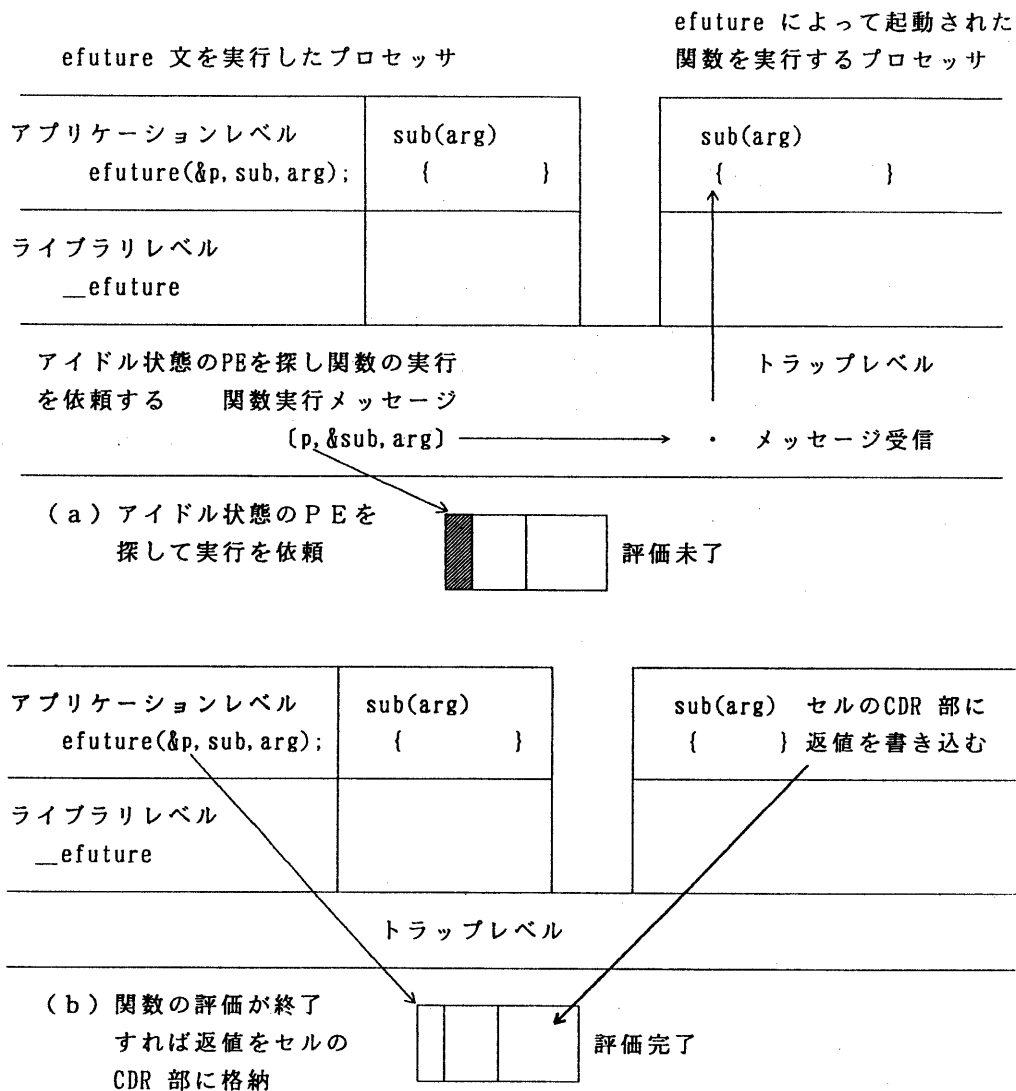 efuture 文を実行したプロセッサ
efuture によって起動された
関数を実行するプロセッサ
アプリケーションレベル
efuture(&p,sub,arg);
sub(arg)
{ }
sub(arg)
{ }
ライブラリレベル
__efuture
アイドル状態のPEを探し関数の実行
を依頼する 関数実行メッセージ
(p,&sub,arg)
トラップレベル
・ メッセージ受信
(a)アイドル状態のPEを
探して実行を依頼
評価未了
アプリケーションレベル
efuture(&p,sub,arg);
sub(arg)
{ }
sub(arg) セルのCDR 部に
{ } 返値を書き込む
ライブラリレベル
__efuture
トラップレベル
(b)関数の評価が終了
すれば返値をセルの
CDR 部に格納
評価完了